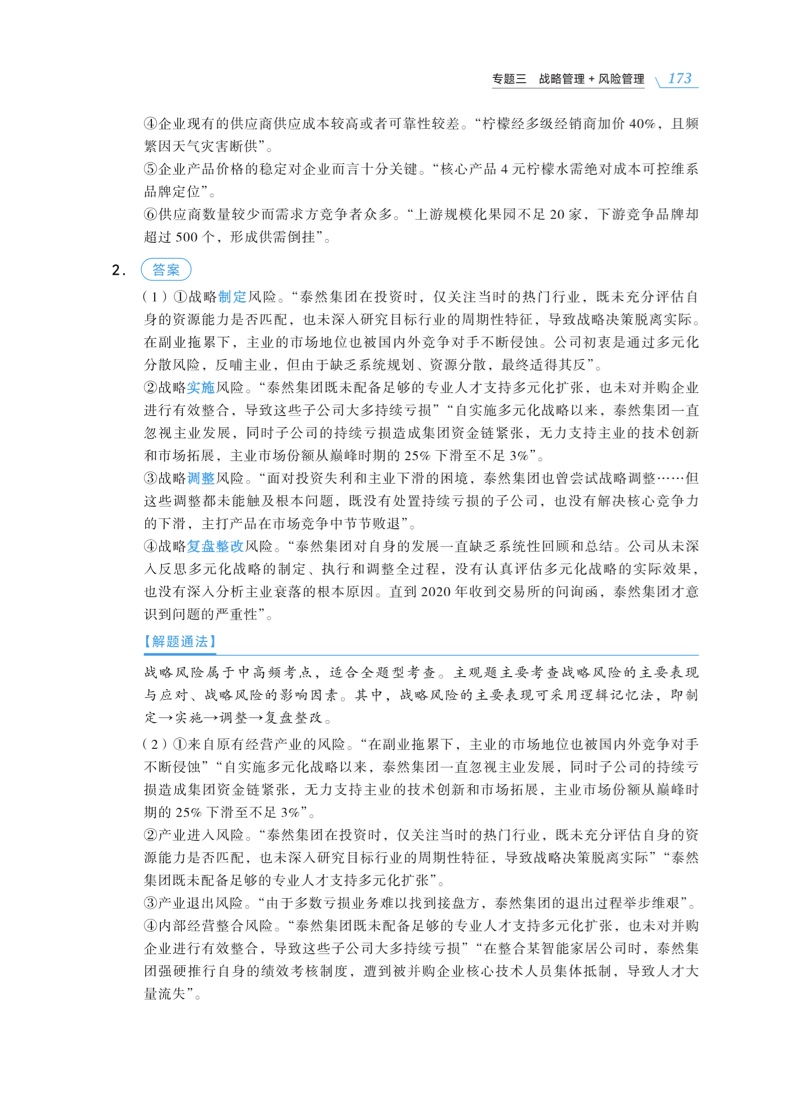 专题三　战略管理 + 风险管理　173
④企业现有的供应商供应成本较高或者可靠性较差。“柠檬经多级经销商加价 40%，且频
繁因天气灾害断供”。
⑤企业产品价格的稳定对企业而言十分关键。“核心产品 4 元柠檬水需绝对成本可控维系
品牌定位”。
⑥供应商数量较少而需求方竞争者众多。“上游规模化果园不足 20 家，下游竞争品牌却
超过 500 个，形成供需倒挂”。
2． 答案
（1）①战略制定风险。“泰然集团在投资时，仅关注当时的热门行业，既未充分评估自
身的资源能力是否匹配，也未深入研究目标行业的周期性特征，导致战略决策脱离实际。
在副业拖累下，主业的市场地位也被国内外竞争对手不断侵蚀。公司初衷是通过多元化
分散风险，反哺主业，但由于缺乏系统规划、资源分散，最终适得其反”。
②战略实施风险。“泰然集团既未配备足够的专业人才支持多元化扩张，也未对并购企业
进行有效整合，导致这些子公司大多持续亏损”“自实施多元化战略以来，泰然集团一直
忽视主业发展，同时子公司的持续亏损造成集团资金链紧张，无力支持主业的技术创新
和市场拓展，主业市场份额从巅峰时期的 25% 下滑至不足 3%”。
③战略调整风险。“面对投资失利和主业下滑的困境，泰然集团也曾尝试战略调整……但
这些调整都未能触及根本问题，既没有处置持续亏损的子公司，也没有解决核心竞争力
的下滑，主打产品在市场竞争中节节败退”。
④战略复盘整改风险。“泰然集团对自身的发展一直缺乏系统性回顾和总结。公司从未深
入反思多元化战略的制定、执行和调整全过程，没有认真评估多元化战略的实际效果，
也没有深入分析主业衰落的根本原因。直到 2020 年收到交易所的问询函，泰然集团才意
识到问题的严重性”。
【解题通法】
战略风险属于中高频考点，适合全题型考查。主观题主要考查战略风险的主要表现
与应对、战略风险的影响因素。其中，战略风险的主要表现可采用逻辑记忆法，即制
定→实施→调整→复盘整改。
（2）①来自原有经营产业的风险。“在副业拖累下，主业的市场地位也被国内外竞争对手
不断侵蚀”“自实施多元化战略以来，泰然集团一直忽视主业发展，同时子公司的持续亏
损造成集团资金链紧张，无力支持主业的技术创新和市场拓展，主业市场份额从巅峰时
期的 25% 下滑至不足 3%”。
②产业进入风险。“泰然集团在投资时，仅关注当时的热门行业，既未充分评估自身的资
源能力是否匹配，也未深入研究目标行业的周期性特征，导致战略决策脱离实际”“泰然
集团既未配备足够的专业人才支持多元化扩张”。
③产业退出风险。“由于多数亏损业务难以找到接盘方，泰然集团的退出过程举步维艰”。
④内部经营整合风险。“泰然集团既未配备足够的专业人才支持多元化扩张，也未对并购
企业进行有效整合，导致这些子公司大多持续亏损”“在整合某智能家居公司时，泰然集
团强硬推行自身的绩效考核制度，遭到被并购企业核心技术人员集体抵制，导致人才大
量流失”。